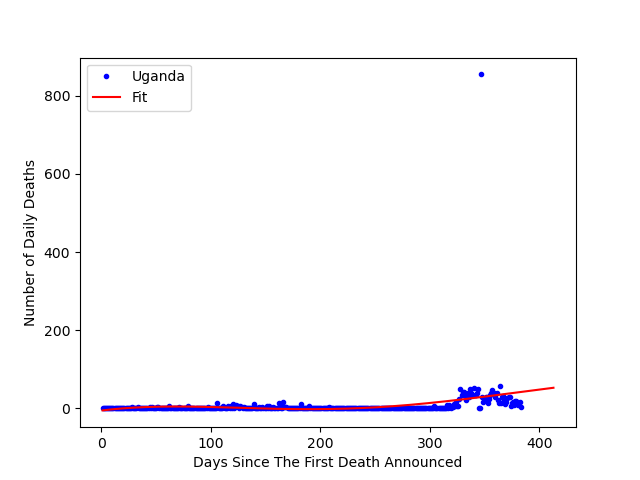 Uganda
Fit
800
600
400
200
0
Number of Daily Deaths
0 100 200 300 400
Days Since The First Death Announced